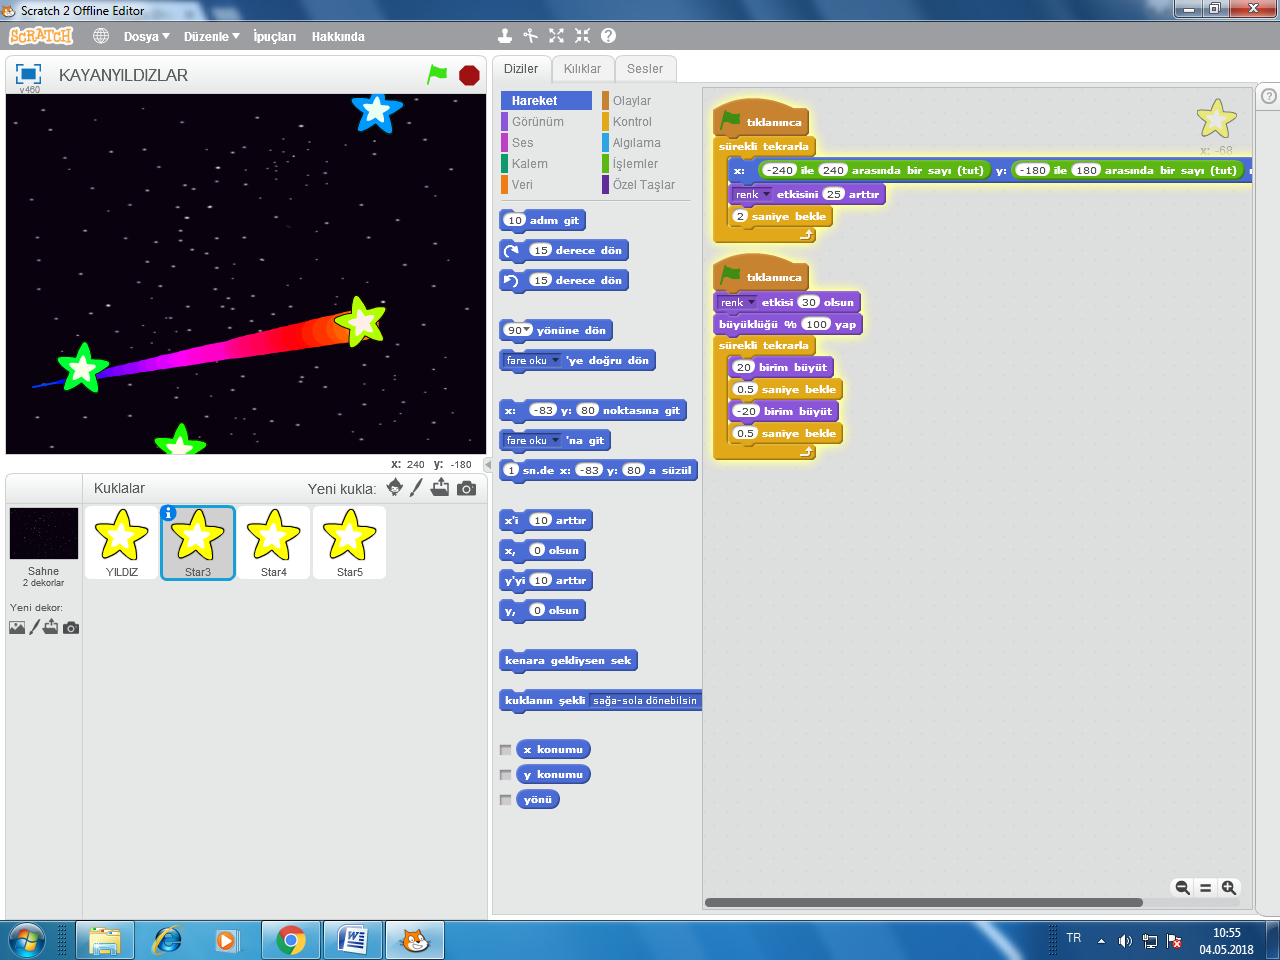 Scratch 2 Offline Editor
SCRATCH
Dosya
Düzenle
İpuçları
Hakkında
KAYANYILDIZLAR
v460
x: 240 y: -180
Kuklalar
Yeni kukla:
Sahne
2 dekorlar
Yeni dekor:
YILDIZ
Star3
Star4
Star5
Diziler
Kılıklar
Sesler
Hareket
Görünüm
Ses
Kalem
Veri
Olaylar
Kontrol
Algılama
İşlemler
Özel Taşlar
10 adım git
15 derece dön
15 derece dön
90 yönüne dön
fare oku 'ye doğru dön
x: -83 y: 80 noktasına git
fare oku 'na git
1 sn.de x: -83 y: 80 a süzül
x'i 10 arttır
x, 0 olsun
y'yi 10 arttır
y, 0 olsun
kenara geldiysen sek
kuklanın şekli sağa-sola dönebilsin
x konumu
y konumu
yönü
tıklanınca
sürekli tekrarla
x: -240 ile 240 arasında bir sayı (tut) y: -180 ile 180 arasında bir sayı (tut)
renk etkisini 25 arttır
2 saniye bekle
tıklanınca
renk etkisi 30 olsun
büyüklüğü % 100 yap
sürekli tekrarla
20 birim büyüt
0.5 saniye bekle
-20 birim büyüt
0.5 saniye bekle
x: -68
TR
10:55
04.05.2018